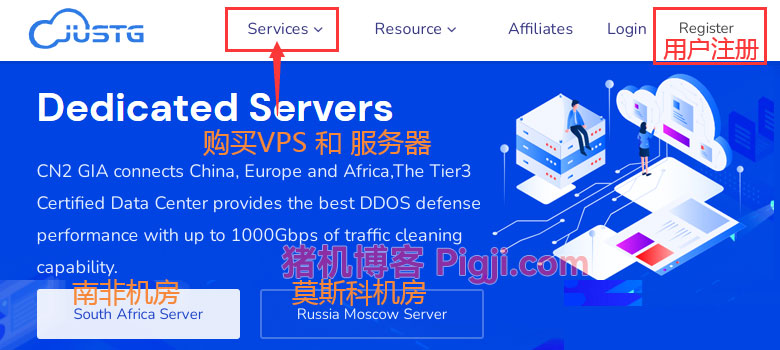 JUSTG
Services
Resource
Affiliates
Login
Register
用户注册
Dedicated Servers
购买VPS 和 服务器
CN2 GIA connects China, Europe and Africa,The Tier3
Certified Data Center provides the best DDOS defense
performance with up to 1000Gbps of traffic cleaning
capability.
猪机博客 Pigji.com
南非机房
莫斯科机房
South Africa Server
Russia Moscow Server